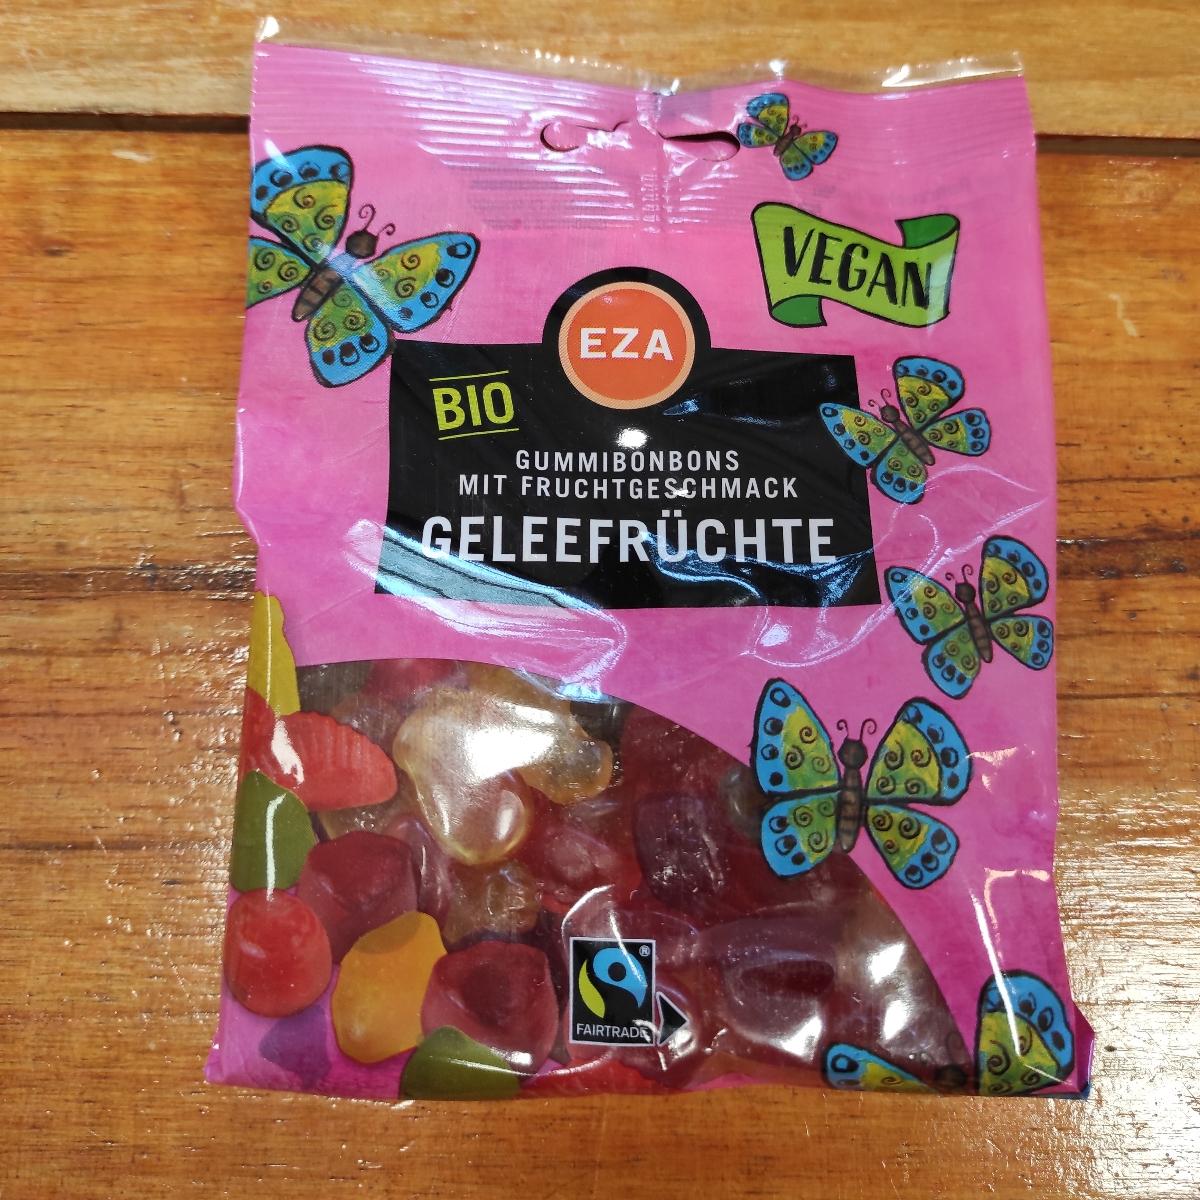 VEGAN
EZA
BIO
GUMMIBONBONS
MIT FRUCHTGESCHMACK
GELEEFRÜCHTE
®
FAIRTRADE